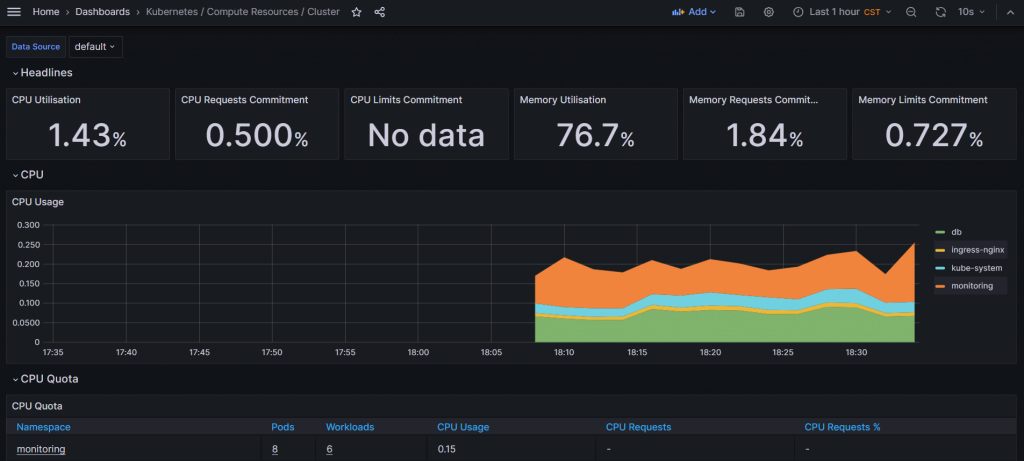 Home > Dashboards > Kubernetes / Compute Resources / Cluster Add Last 1 hour CST 10s
Data Source default
Headlines
CPU Utilisation CPU Requests Commitment CPU Limits Commitment Memory Utilisation Memory Requests Commit... Memory Limits Commitment
1.43% 0.500% No data 76.7% 1.84% 0.727%
CPU
CPU Usage
0.300
0.250
0.200
0.150
0.100
0.0500
0
17:35 17:40 17:45 17:50 17:55 18:00 18:05 18:10 18:15 18:20 18:25 18:30
db
ingress-nginx
kube-system
monitoring
CPU Quota
CPU Quota
Namespace Pods Workloads CPU Usage CPU Requests CPU Requests %
monitoring 8 6 0.15 - -